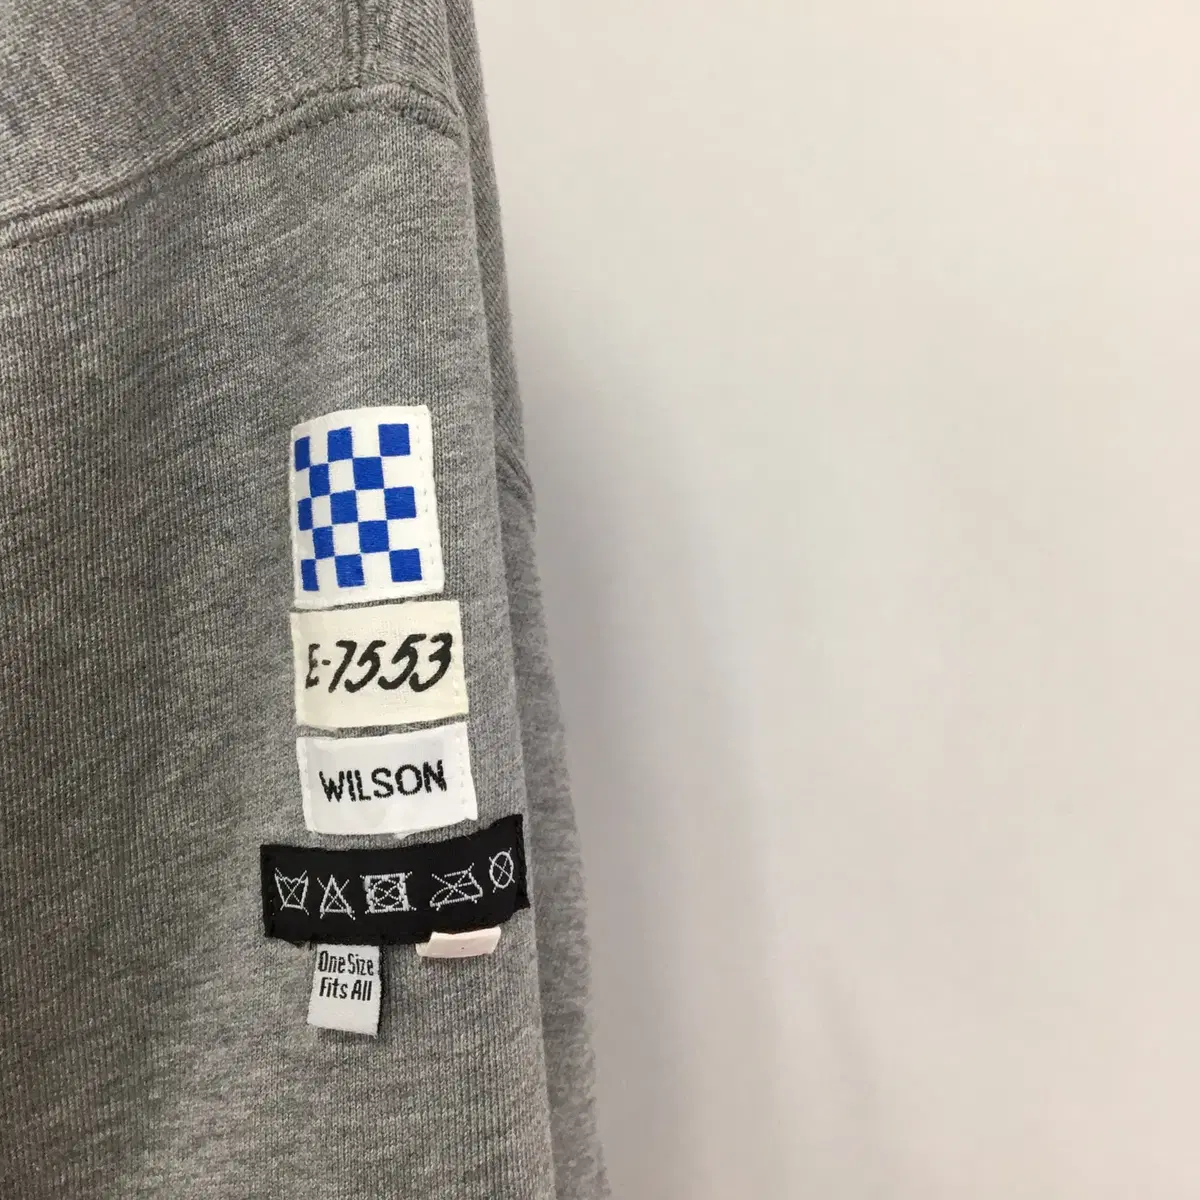 E-7553
WILSON
One Size
Fits All